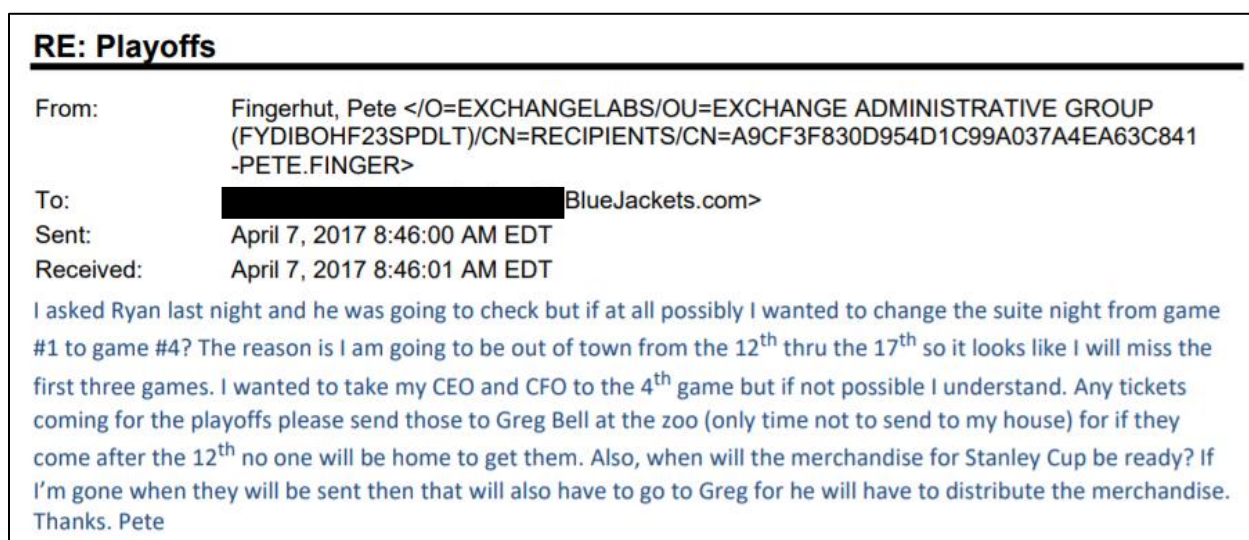 RE: Playoffs
From: Fingerhut, Pete </O=EXCHANGELABS/OU=EXCHANGE ADMINISTRATIVE GROUP
(FYDIBOHF23SPDLT)/CN=RECIPIENTS/CN=A9CF3F830D954D1C99A037A4EA63C841
-PETE.FINGER>
To: BlueJackets.com>
Sent: April 7, 2017 8:46:00 AM EDT
Received: April 7, 2017 8:46:01 AM EDT
I asked Ryan last night and he was going to check but if at all possibly I wanted to change the suite night from game
#1 to game #4? The reason is I am going to be out of town from the 12th thru the 17th so it looks like I will miss the
first three games. I wanted to take my CEO and CFO to the 4th game but if not possible I understand. Any tickets
coming for the playoffs please send those to Greg Bell at the zoo (only time not to send to my house) for if they
come after the 12th no one will be home to get them. Also, when will the merchandise for Stanley Cup be ready? If
I'm gone when they will be sent then that will also have to go to Greg for he will have to distribute the merchandise.
Thanks. Pete